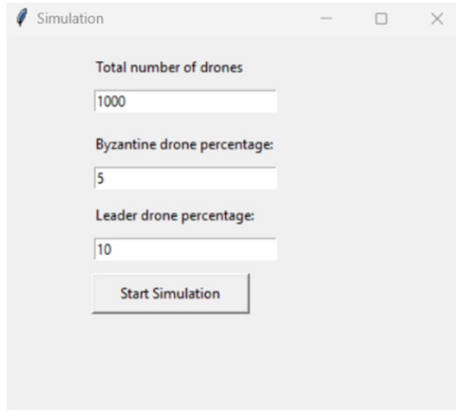 Simulation
Total number of drones
1000
Byzantine drone percentage:
5
Leader drone percentage:
10
Start Simulation